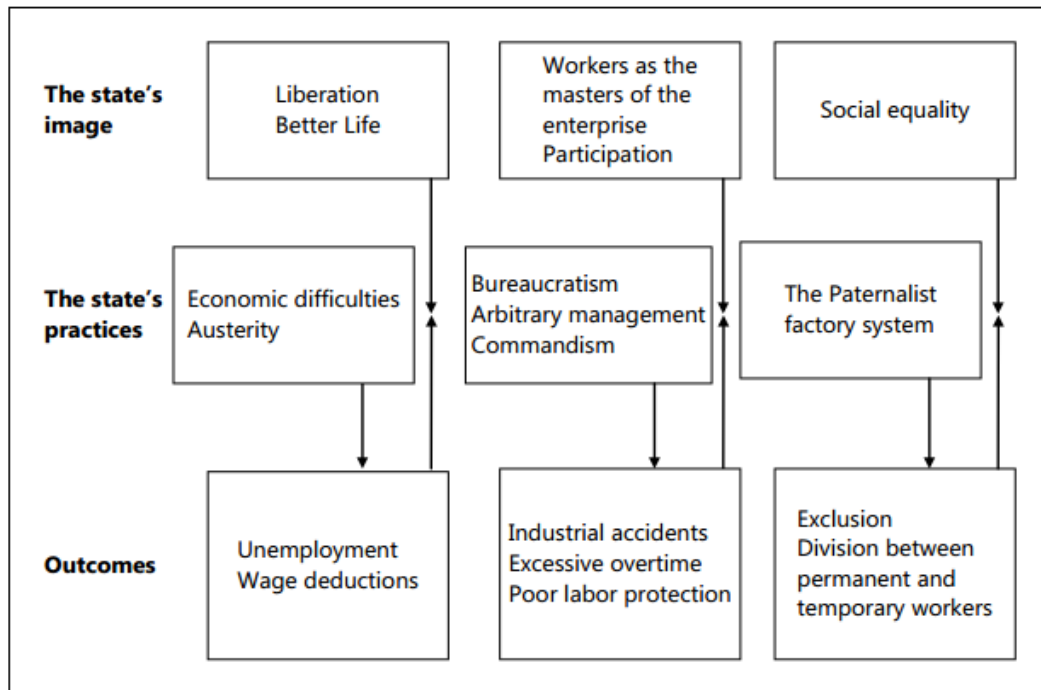 The state's
image
Liberation
Better Life
Workers as the
masters of the
enterprise
Participation
Social equality
The state's
practices
Economic difficulties
Austerity
Bureaucratism
Arbitrary management
Commandism
The Paternalist
factory system
Outcomes
Unemployment
Wage deductions
Industrial accidents
Excessive overtime
Poor labor protection
Exclusion
Division between
permanent and
temporary workers